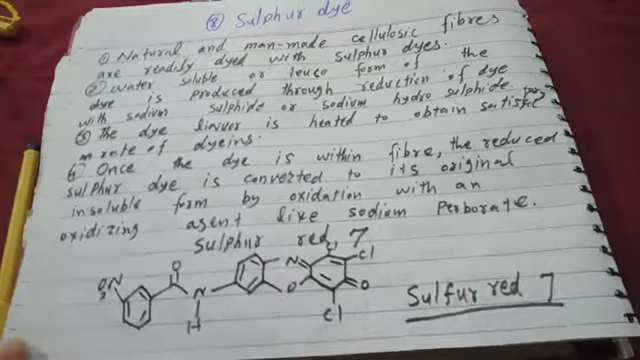 ⑧ Sulphur dye
① Natural and man-made cellulosic fibres
are readily dyed with Sulphur dyes.
② water soluble or leuco form of the
dye is produced through reduction of dye
with sodium sulphide or sodium hydro sulphide.
③ The dye liquor is heated to obtain satisfactory
rate of dyeing.
Once the dye is within fibre, the reduced
sulphur dye is converted to its original
insoluble form by oxidation with an
oxidizing agent like sodium perborate.
Sulphur red 7
O₂N
O
N
H
N
O
Cl
O
Cl
Sulfur red 7